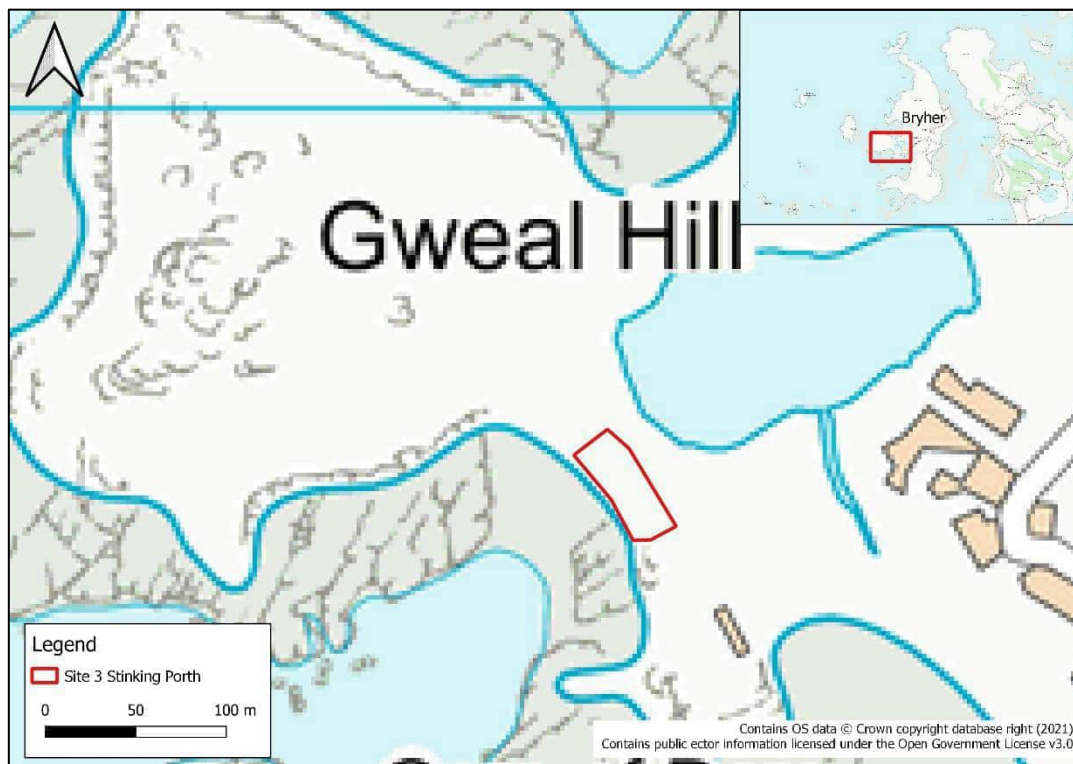 Bryher
Gweal Hill
Legend
Site 3 Stinking Porth
0 50 100 m
Contains OS data © Crown copyright database right (2021)
Contains public ector information licensed under the Open Government License v3.0